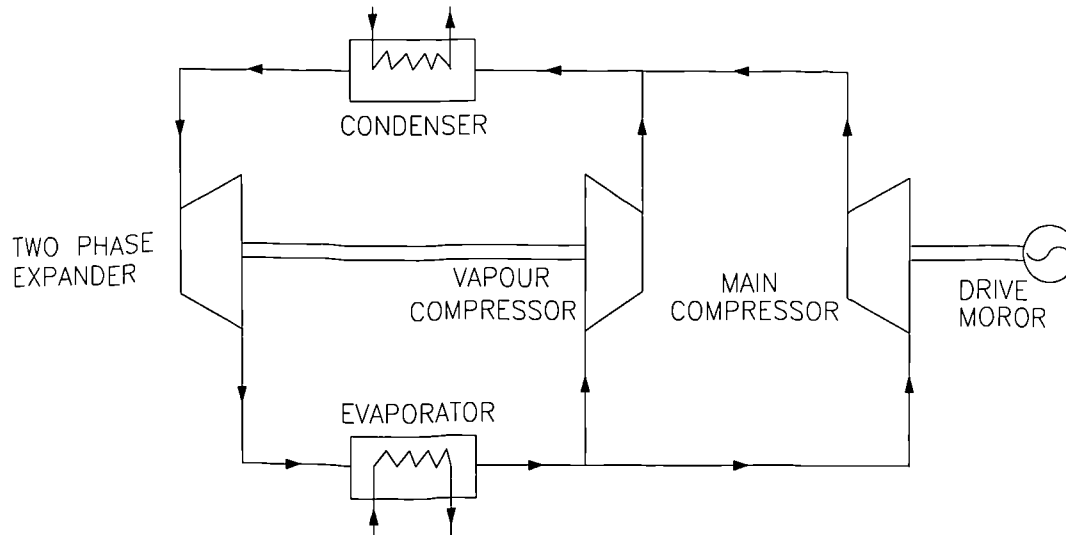 CONDENSER
TWO PHASE
EXPANDER
VAPOUR
COMPRESSOR
MAIN
COMPRESSOR
DRIVE
MOROR
EVAPORATOR